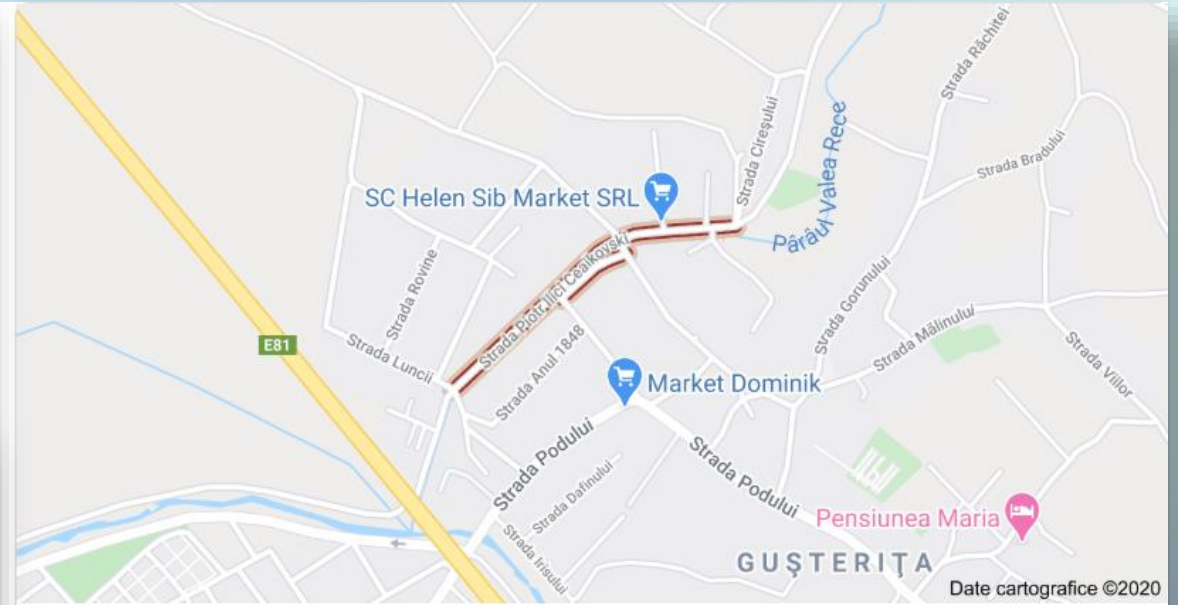 Strada Răchiței
Strada Cireșului
Pârâul Valea Rece
Strada Bradului
SC Helen Sib Market SRL
Strada Piotr Ilici Ceaikovski
Strada Rovine
Strada Gorunului
E81
Strada Luncii
Strada Mălinului
Strada Anul 1848
Strada Viilor
Market Dominik
Strada Podului
Strada Podului
Strada Dafinului
Pensiunea Maria
Strada Irisului
GUŞTERIŢA
Date cartografice ©2020